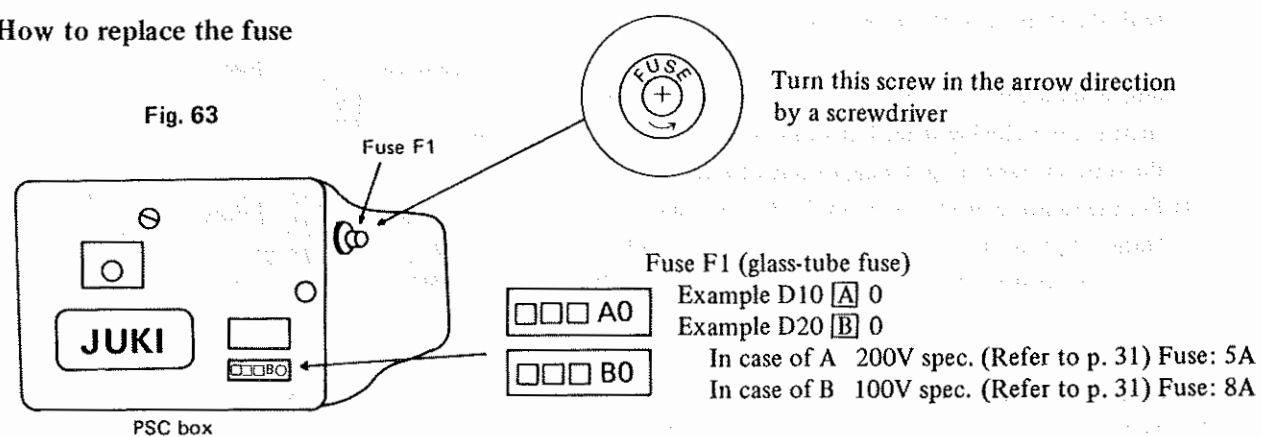 How to replace the fuse
Fig. 63
FUSE
Turn this screw in the arrow direction
by a screwdriver
Fuse F1
JUKI
□□□B0
PSC box
Fuse F1 (glass-tube fuse)
□□□ A0
Example D10 A 0
Example D20 B 0
□□□ B0
In case of A 200V spec. (Refer to p. 31) Fuse: 5A
In case of B 100V spec. (Refer to p. 31) Fuse: 8A